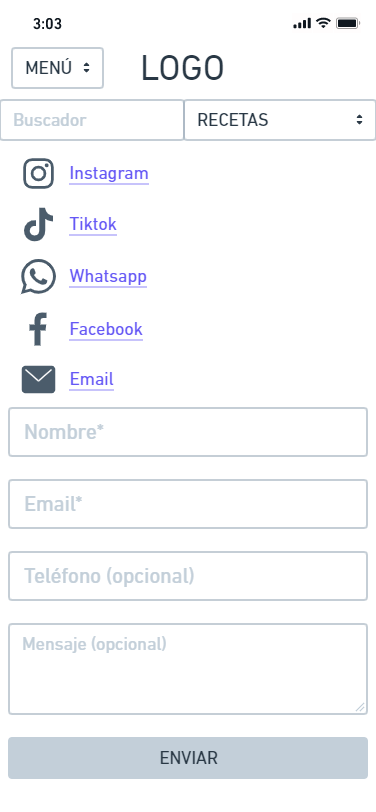 3:03
MENÚ
LOGO
Buscador
RECETAS
Instagram
Tiktok
Whatsapp
Facebook
Email
Nombre*
Email*
Teléfono (opcional)
Mensaje (opcional)
ENVIAR